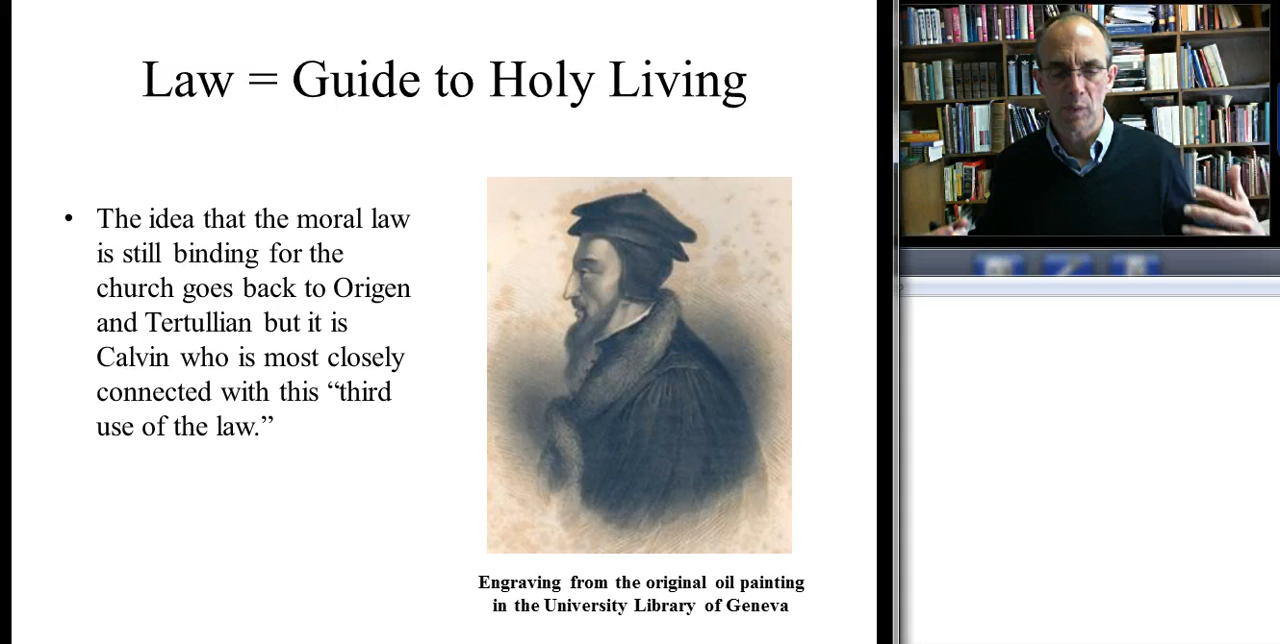 Law = Guide to Holy Living
• The idea that the moral law
is still binding for the
church goes back to Origen
and Tertullian but it is
Calvin who is most closely
connected with this “third
use of the law.”
Engraving from the original oil painting
in the University Library of Geneva